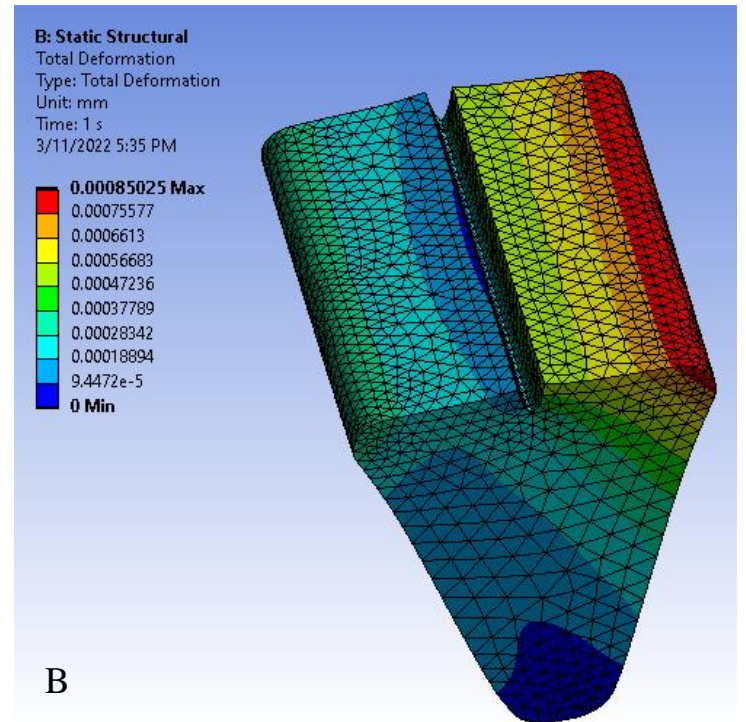 B: Static Structural
Total Deformation
Type: Total Deformation
Unit: mm
Time: 1 s
3/11/2022 5:35 PM
0.00085025 Max
0.00075577
0.0006613
0.00056683
0.00047236
0.00037789
0.00028342
0.00018894
9.4472e-5
0 Min
B